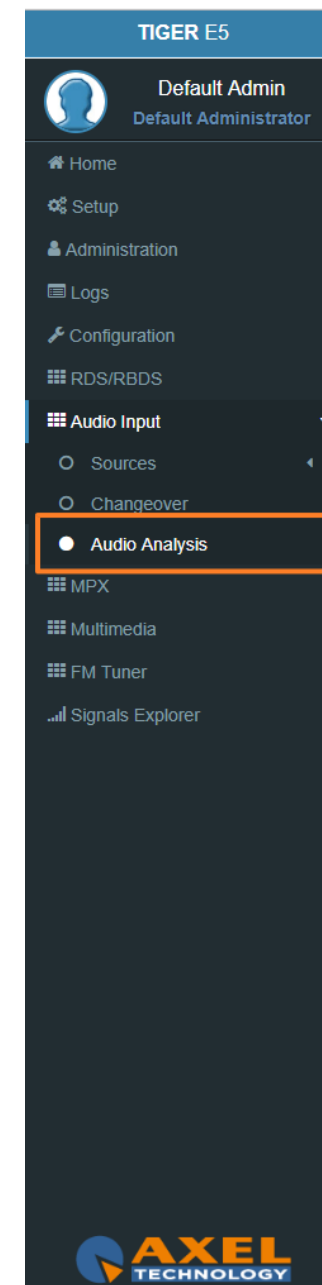 TIGER E5
Default Admin
Default Administrator
Home
Setup
Administration
Logs
Configuration
RDS/RBDS
Audio Input
Sources
Changeover
Audio Analysis
MPX
Multimedia
FM Tuner
Signals Explorer
AXEL
TECHNOLOGY